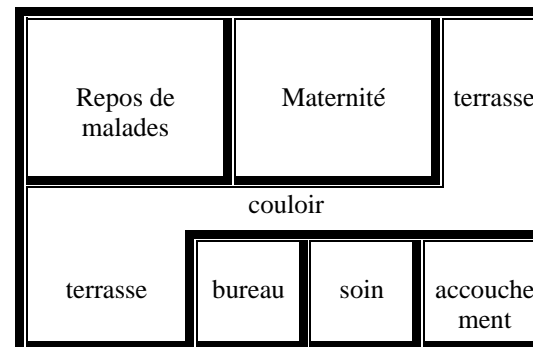 Repos de
malades
Maternité
terrasse
couloir
terrasse
bureau
soin
accouche
ment